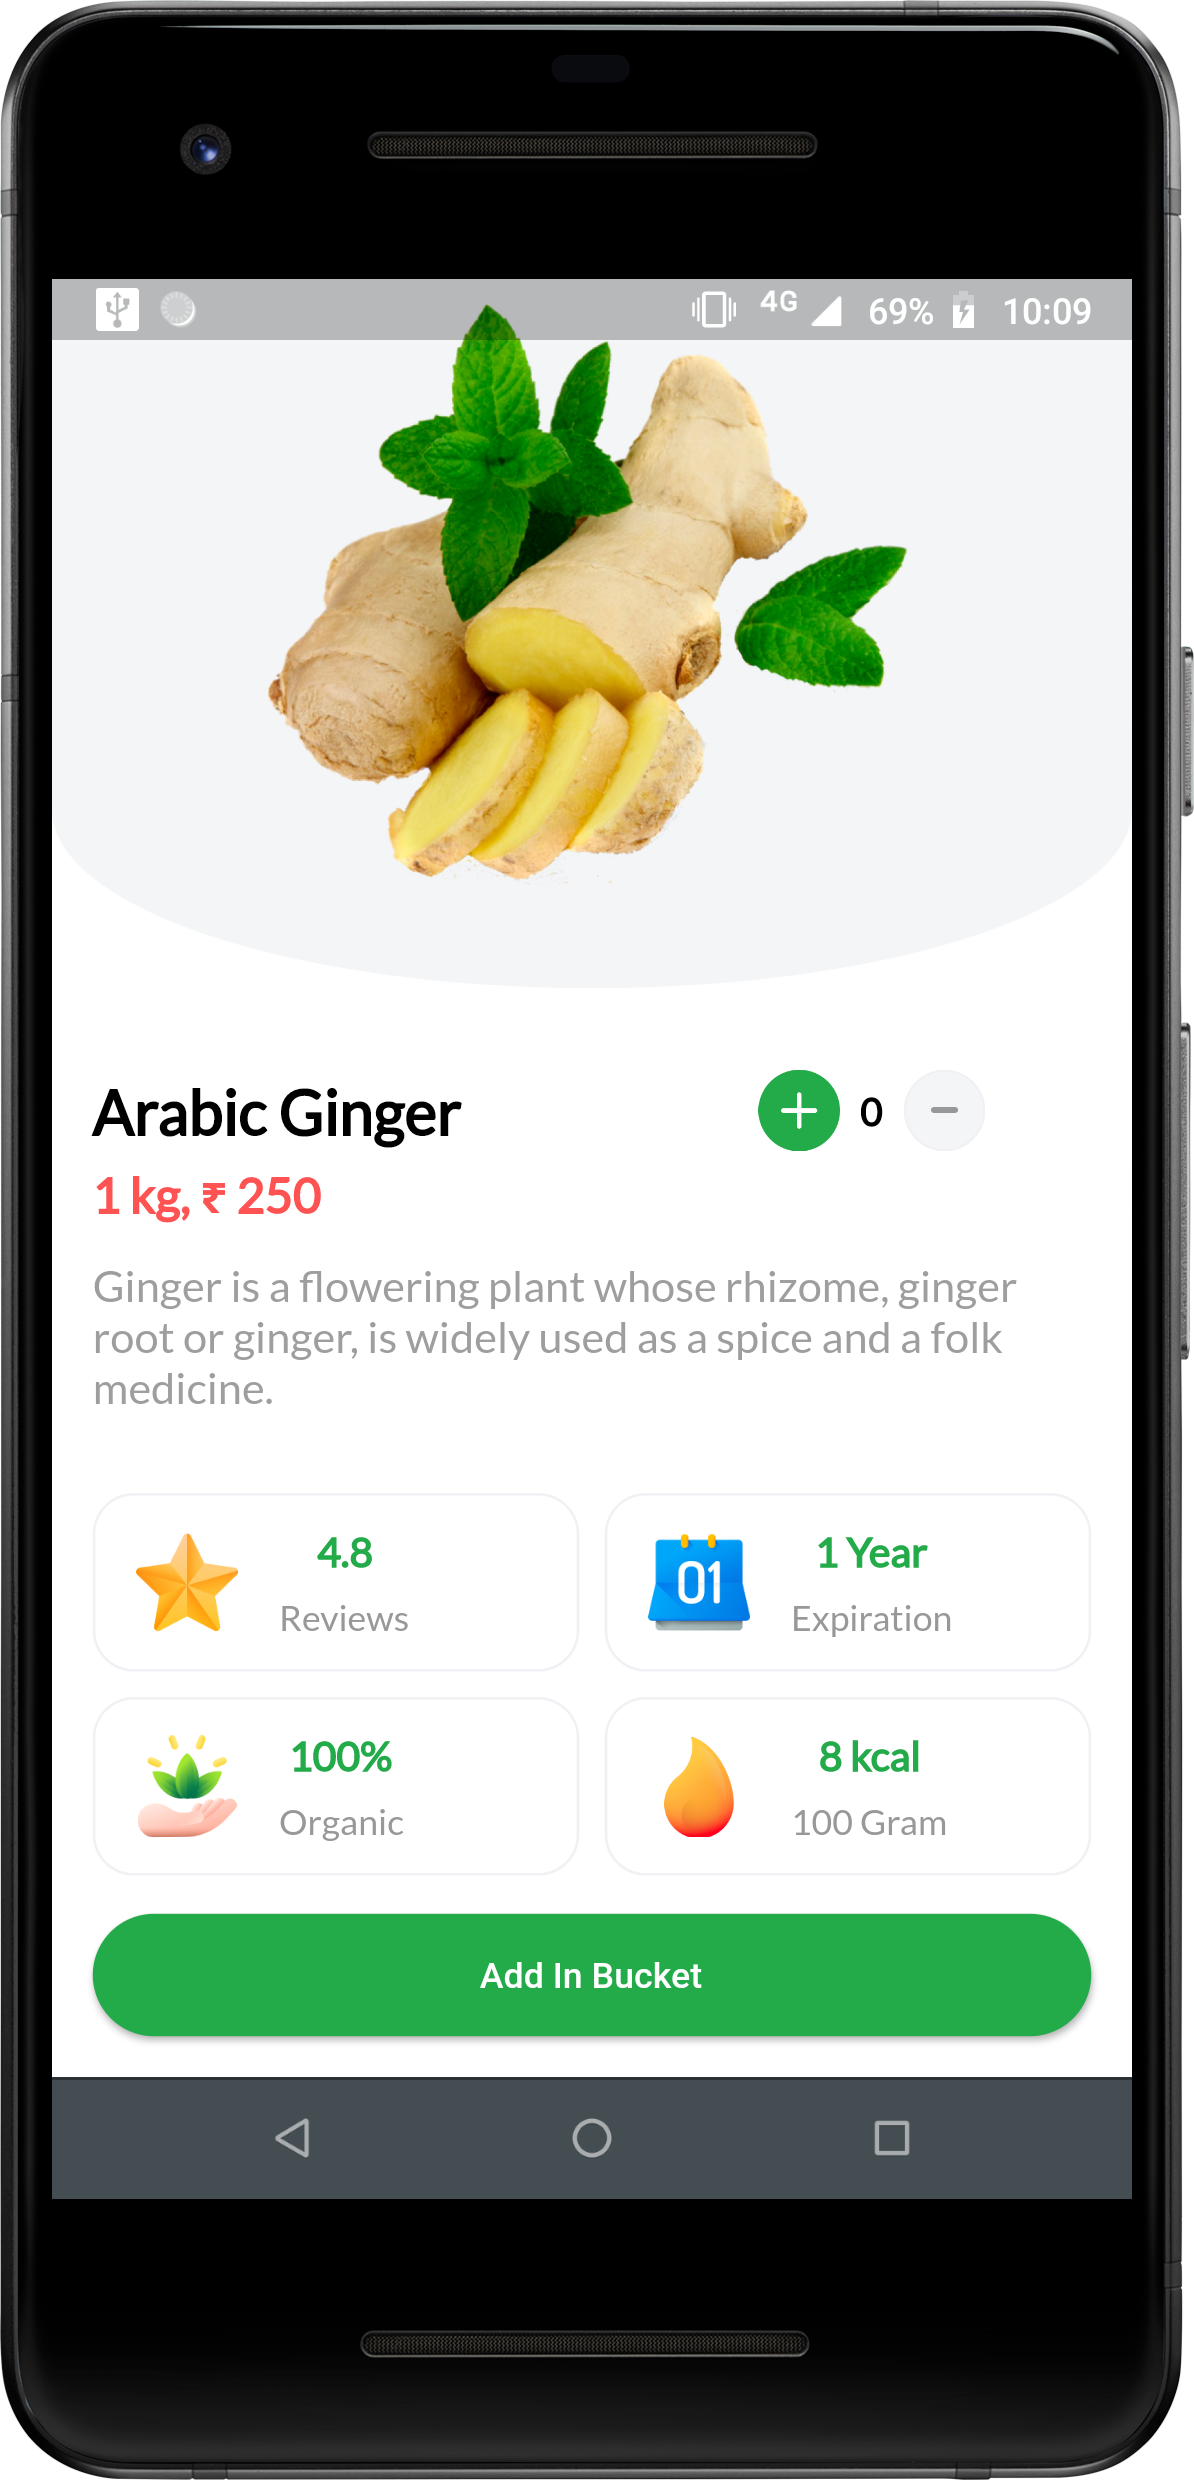 4G 69% 10:09
Arabic Ginger
0
1 kg, ₹ 250
Ginger is a flowering plant whose rhizome, ginger
root or ginger, is widely used as a spice and a folk
medicine.
4.8
Reviews
01
1 Year
Expiration
100%
Organic
8 kcal
100 Gram
Add In Bucket